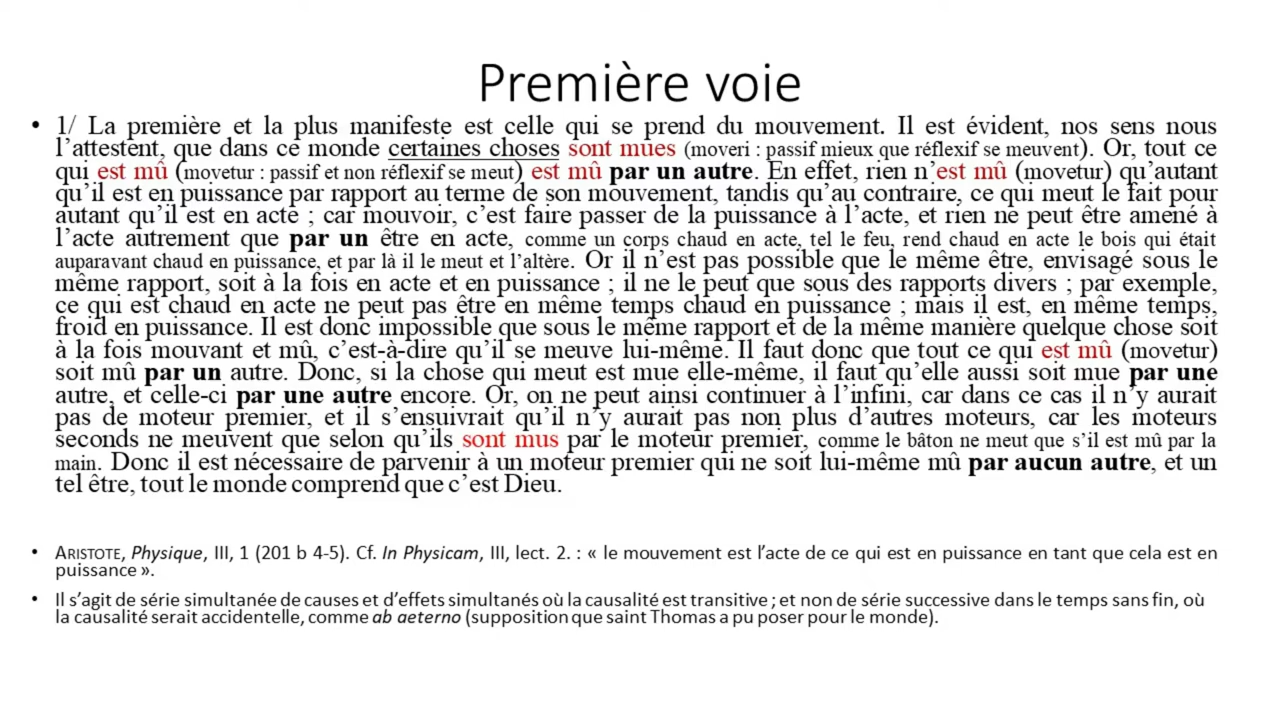 Première voie
• 1/ La première et la plus manifeste est celle qui se prend du mouvement. Il est évident, nos sens nous
l’attestent, que dans ce monde certaines choses sont mues (moveri : passif mieux que réflexif se meuvent). Or, tout ce
qui est mû (movetur : passif et non réflexif se meut) est mû par un autre. En effet, rien n’est mû (movetur) qu’autant
qu’il est en puissance par rapport au terme de son mouvement, tandis qu’au contraire, ce qui meut le fait pour
autant qu’il est en acte ; car mouvoir, c’est faire passer de la puissance à l’acte, et rien ne peut être amené à
l’acte autrement que par un être en acte, comme un corps chaud en acte, tel le feu, rend chaud en acte le bois qui était
auparavant chaud en puissance, et par là il le meut et l’altère. Or il n’est pas possible que le même être, envisagé sous le
même rapport, soit à la fois en acte et en puissance ; il ne le peut que sous des rapports divers ; par exemple,
ce qui est chaud en acte ne peut pas être en même temps chaud en puissance ; mais il est, en même temps,
froid en puissance. Il est donc impossible que sous le même rapport et de la même manière quelque chose soit
à la fois mouvant et mû, c’est-à-dire qu’il se meuve lui-même. Il faut donc que tout ce qui est mû (movetur)
soit mû par un autre. Donc, si la chose qui meut est mue elle-même, il faut qu’elle aussi soit mue par une
autre, et celle-ci par une autre encore. Or, on ne peut ainsi continuer à l’infini, car dans ce cas il n’y aurait
pas de moteur premier, et il s’ensuivrait qu’il n’y aurait pas non plus d’autres moteurs, car les moteurs
seconds ne meuvent que selon qu’ils sont mus par le moteur premier, comme le bâton ne meut que s’il est mû par la
main. Donc il est nécessaire de parvenir à un moteur premier qui ne soit lui-même mû par aucun autre, et un
tel être, tout le monde comprend que c’est Dieu.
• ARISTOTE, Physique, III, 1 (201 b 4-5). Cf. In Physicam, III, lect. 2. : « le mouvement est l’acte de ce qui est en puissance en tant que cela est en
puissance ».
• Il s’agit de série simultanée de causes et d’effets simultanés où la causalité est transitive ; et non de série successive dans le temps sans fin, où
la causalité serait accidentelle, comme ab aeterno (supposition que saint Thomas a pu poser pour le monde).